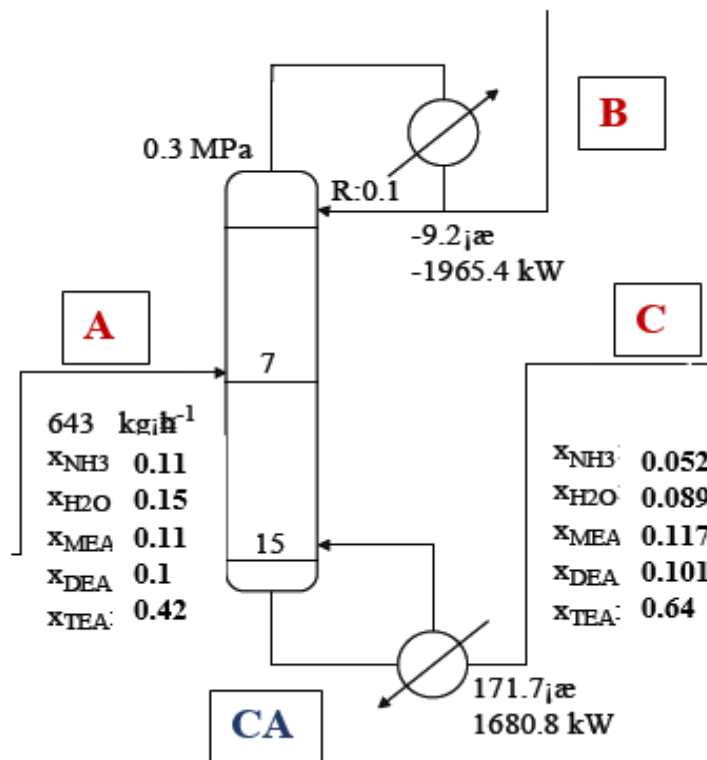 B
0.3 MPa
R:0.1
-9.2¡æ
-1965.4 kW
A
C
7
643 kg¡h-1
xNH3 0.11
xH2O 0.15
xMEA 0.11
xDEA 0.1
xTEA: 0.42
xNH3: 0.052
xH2O: 0.089
xMEA 0.117
xDEA 0.101
xTEA: 0.64
15
171.7¡æ
1680.8 kW
CA